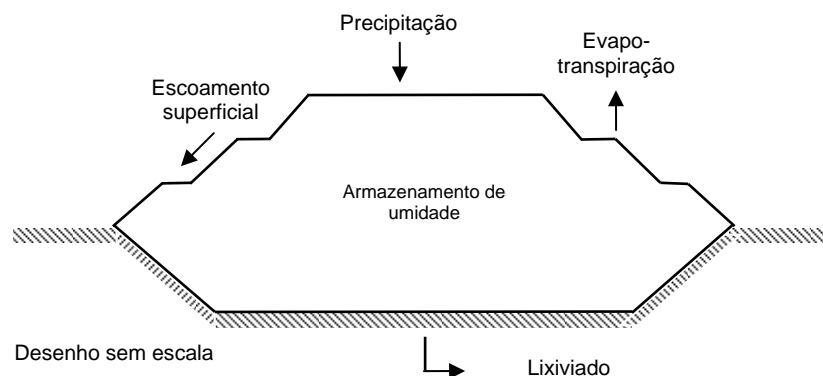 Precipitação
Evapo-
transpiração
Escoamento
superficial
Armazenamento de
umidade
Desenho sem escala
Lixiviado